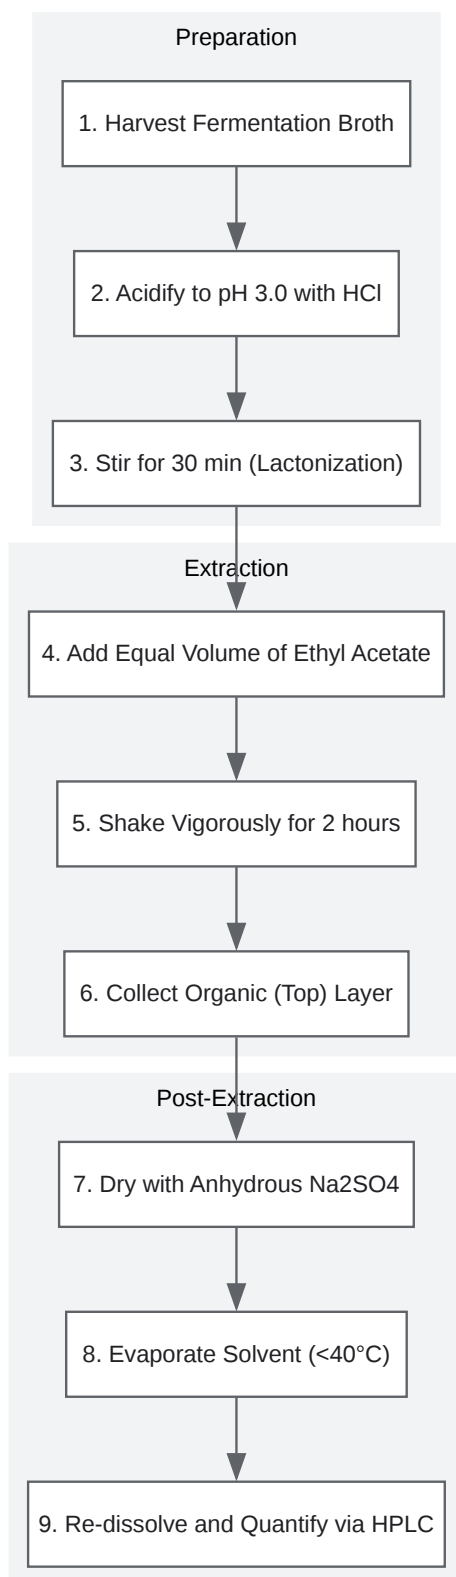 Preparation
1. Harvest Fermentation Broth
2. Acidify to pH 3.0 with HCl
3. Stir for 30 min (Lactonization)
Extraction
4. Add Equal Volume of Ethyl Acetate
5. Shake Vigorously for 2 hours
6. Collect Organic (Top) Layer
Post-Extraction
7. Dry with Anhydrous Na2SO4
8. Evaporate Solvent (<40°C)
9. Re-dissolve and Quantify via HPLC